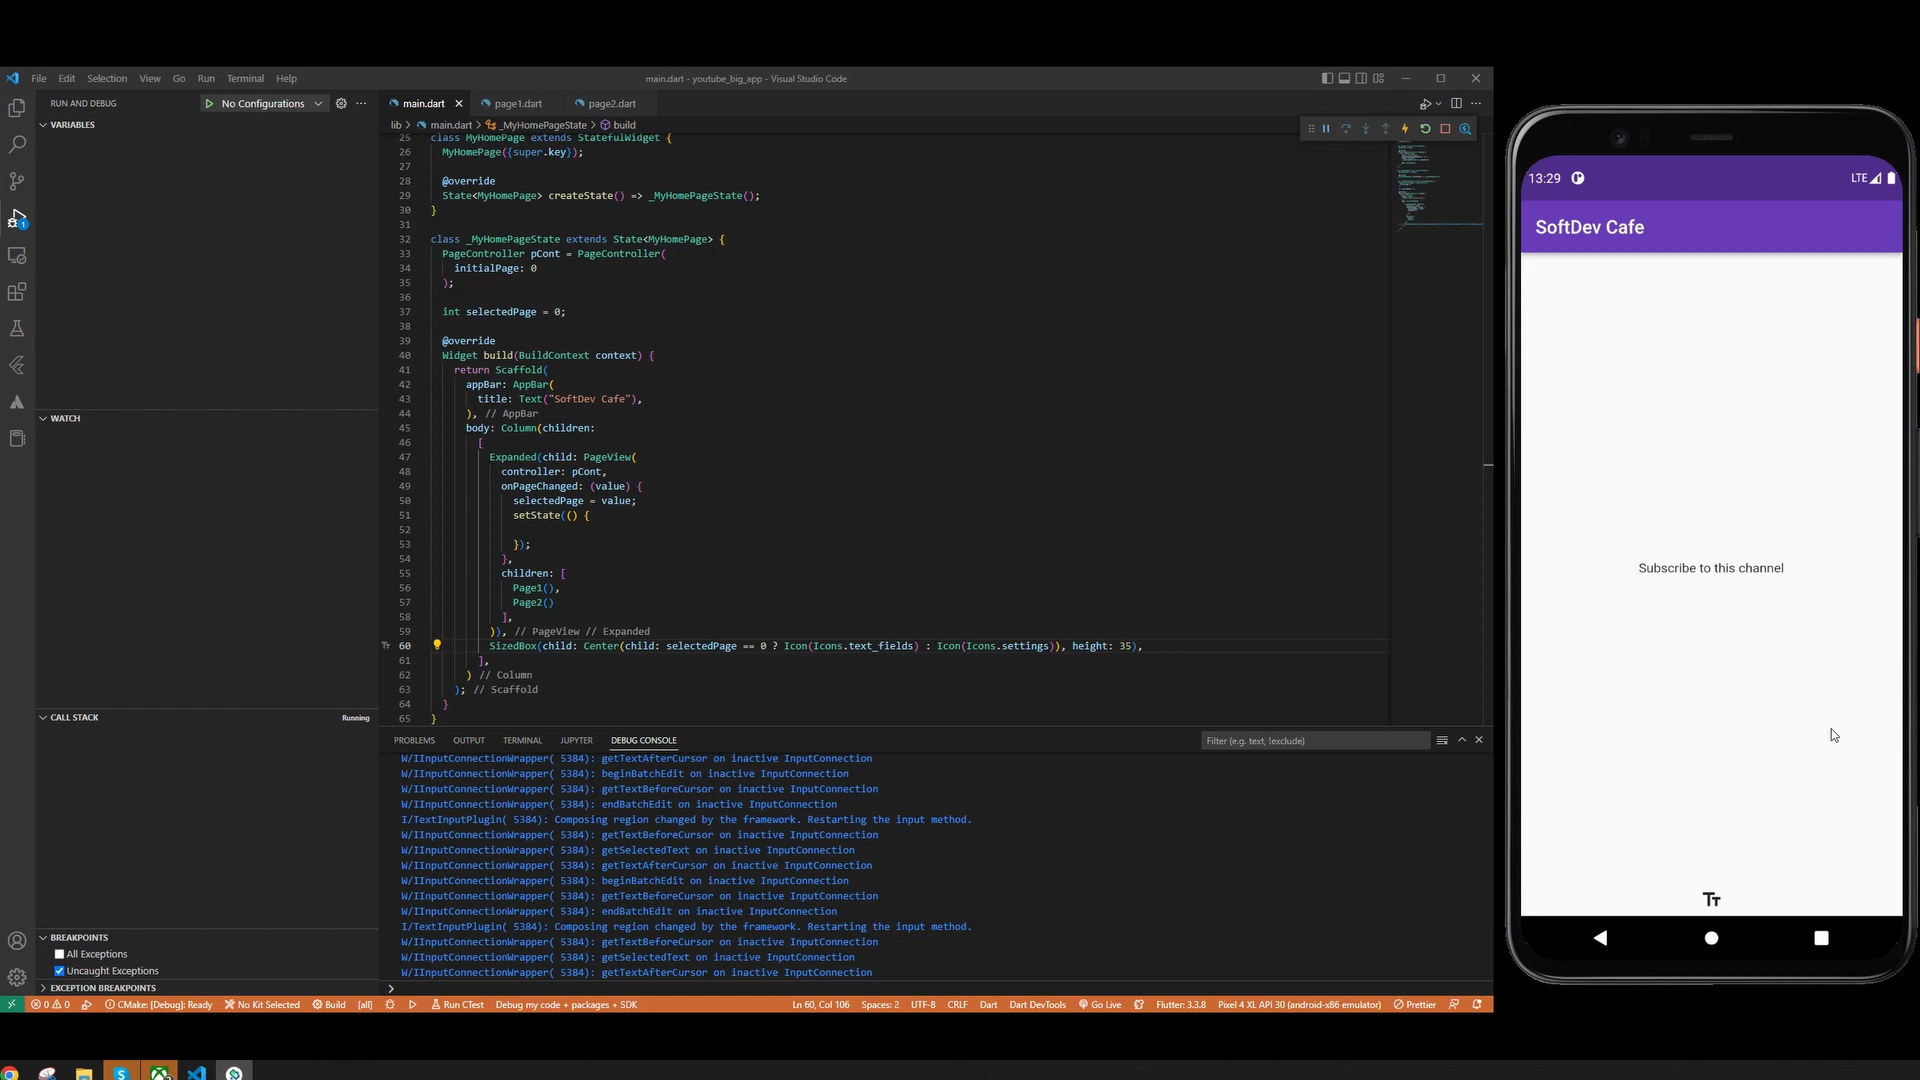 File Edit Selection View Go Run Terminal Help
main.dart - youtube_big_app - Visual Studio Code
RUN AND DEBUG
No Configurations
main.dart
page1.dart
page2.dart
VARIABLES
lib > main.dart > _MyHomePageState > build
25 class MyHomePage extends StatefulWidget {
26 MyHomePage({super.key});
27
28 @override
29 State<MyHomePage> createState() => _MyHomePageState();
30 }
31
32 class _MyHomePageState extends State<MyHomePage> {
33 PageController pCont = PageController(
34 initialPage: 0
35 );
36
37 int selectedPage = 0;
38
39 @override
40 Widget build(BuildContext context) {
41 return Scaffold(
42 appBar: AppBar(
43 title: Text("SoftDev Cafe"),
44 ), // AppBar
45 body: Column(children:
46 [
47 Expanded(child: PageView(
48 controller: pCont,
49 onPageChanged: (value) {
50 selectedPage = value;
51 setState(() {
52
53 });
54 },
55 children: [
56 Page1(),
57 Page2()
58 ],
59 )), // PageView // Expanded
60 SizedBox(child: Center(child: selectedPage == 0 ? Icon(Icons.text_fields) : Icon(Icons.settings)), height: 35),
61 ],
62 ) // Column
63 ); // Scaffold
64 }
65 }
WATCH
CALL STACK
Running
BREAKPOINTS
All Exceptions
Uncaught Exceptions
EXCEPTION BREAKPOINTS
PROBLEMS OUTPUT TERMINAL JUPYTER DEBUG CONSOLE
Filter (e.g. text, !exclude)
W/IInputConnectionWrapper( 5384): getTextAfterCursor on inactive InputConnection
W/IInputConnectionWrapper( 5384): beginBatchEdit on inactive InputConnection
W/IInputConnectionWrapper( 5384): getTextBeforeCursor on inactive InputConnection
W/IInputConnectionWrapper( 5384): endBatchEdit on inactive InputConnection
I/TextInputPlugin( 5384): Composing region changed by the framework. Restarting the input method.
W/IInputConnectionWrapper( 5384): getTextBeforeCursor on inactive InputConnection
W/IInputConnectionWrapper( 5384): getSelectedText on inactive InputConnection
W/IInputConnectionWrapper( 5384): getTextAfterCursor on inactive InputConnection
W/IInputConnectionWrapper( 5384): beginBatchEdit on inactive InputConnection
W/IInputConnectionWrapper( 5384): getTextBeforeCursor on inactive InputConnection
W/IInputConnectionWrapper( 5384): endBatchEdit on inactive InputConnection
I/TextInputPlugin( 5384): Composing region changed by the framework. Restarting the input method.
W/IInputConnectionWrapper( 5384): getTextBeforeCursor on inactive InputConnection
W/IInputConnectionWrapper( 5384): getSelectedText on inactive InputConnection
W/IInputConnectionWrapper( 5384): getTextAfterCursor on inactive InputConnection
0 0 CMake: [Debug]: Ready No Kit Selected Build [all] Run CTest Debug my code + packages + SDK Ln 60, Col 106 Spaces: 2 UTF-8 CRLF Dart Dart DevTools Go Live Flutter: 3.3.8 Pixel 4 XL API 30 (android-x86 emulator) Prettier
13:29
LTE
SoftDev Cafe
Subscribe to this channel